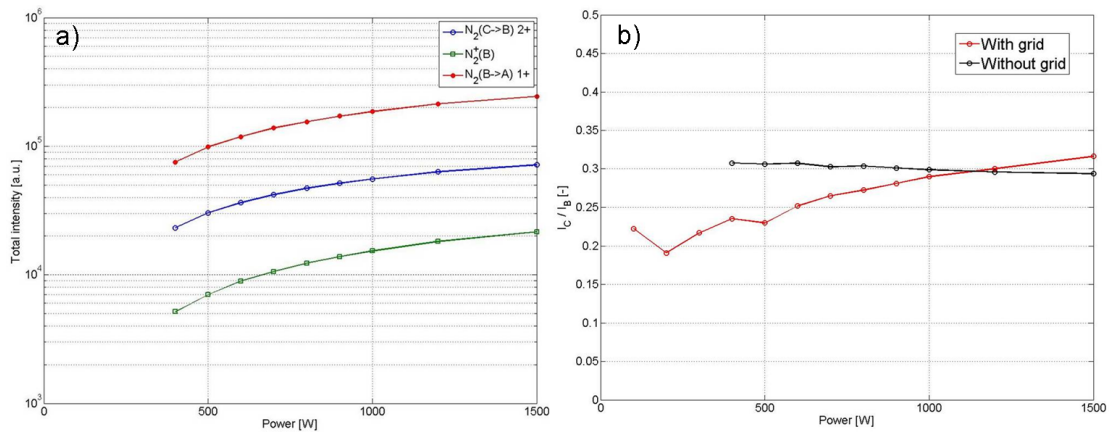 a)
10^6
10^5
10^4
10^3
Total intensity [a.u.]
N2(C->B) 2+
N2^+(B)
N2(B->A) 1+
0
500
1000
1500
Power [W]
b)
0.5
0.45
0.4
0.35
0.3
0.25
0.2
0.15
0.1
0.05
0
I_C / I_B [-]
With grid
Without grid
0
500
1000
1500
Power [W]